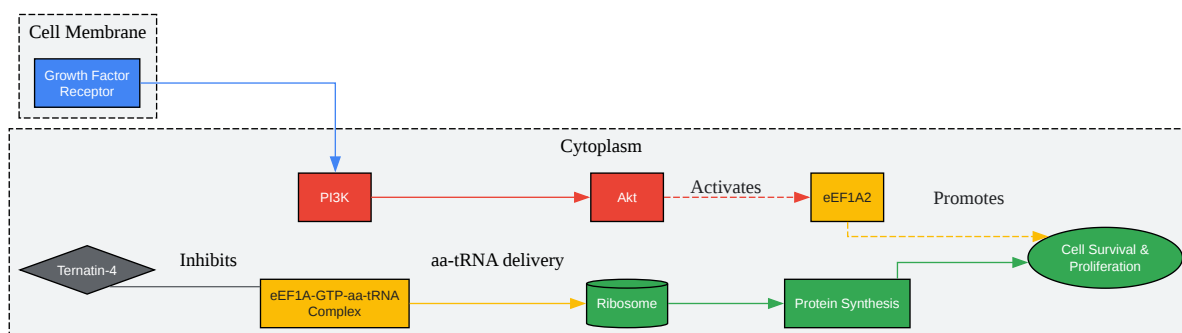 Cell Membrane
Growth Factor
Receptor
Cytoplasm
PI3K
Akt
Activates
eEF1A2
Promotes
Ternatin-4
Inhibits
eEF1A-GTP-aa-tRNA
Complex
aa-tRNA delivery
Ribosome
Protein Synthesis
Cell Survival &
Proliferation